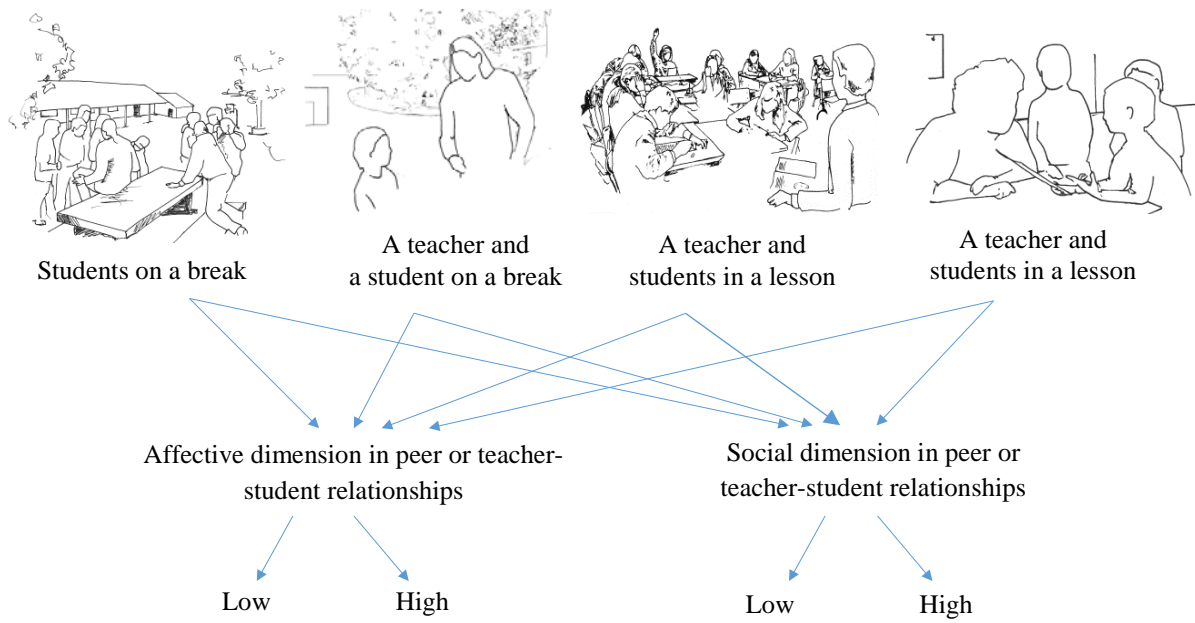 Students on a break
A teacher and
a student on a break
A teacher and
students in a lesson
A teacher and
students in a lesson
Affective dimension in peer or teacher-
student relationships
Social dimension in peer or
teacher-student relationships
Low
High
Low
High